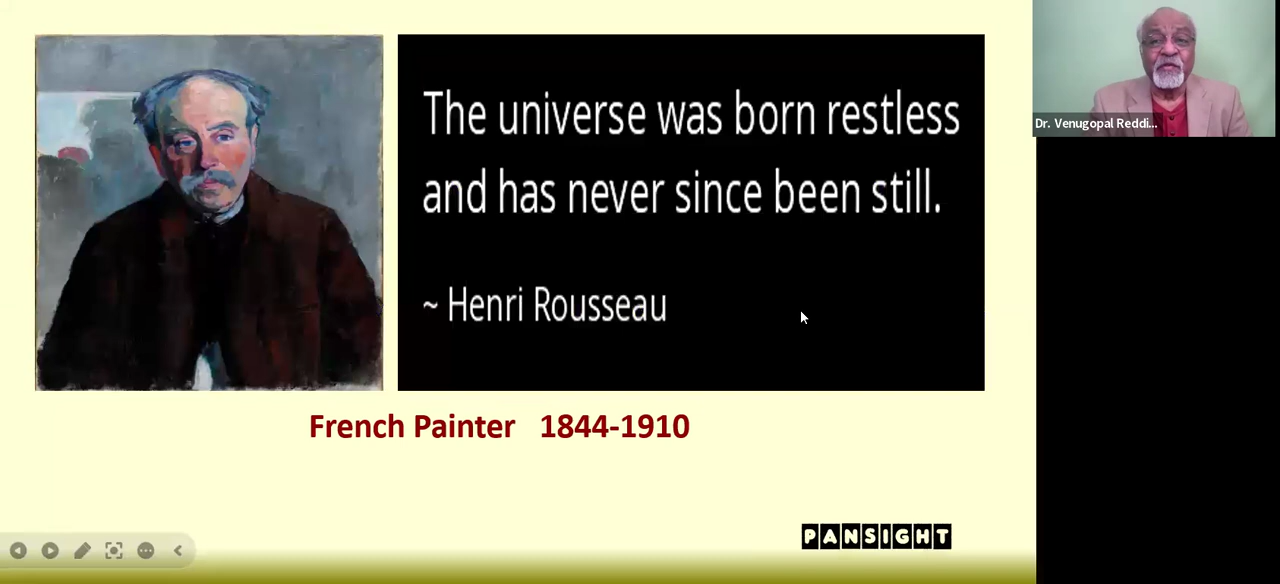 The universe was born restless
and has never since been still.
~ Henri Rousseau
Dr. Venugopal Reddi...
French Painter 1844-1910
PANSIGHT